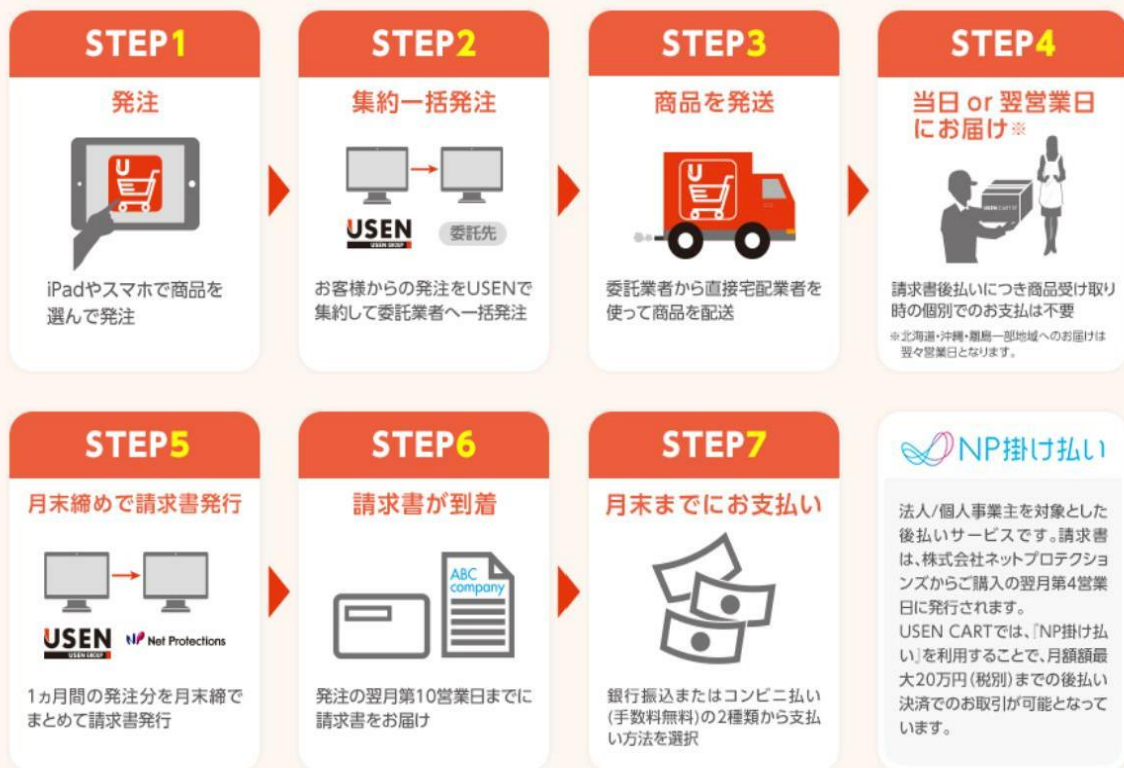 STEP1
発注
U
iPadやスマホで商品を
選んで発注
STEP2
集約一括発注
USEN
USEN GROUP
委託先
お客様からの発注をUSENで
集約して委託業者へ一括発注
STEP3
商品を発送
U
委託業者から直接宅配業者を
使って商品を配送
STEP4
当日 or 翌営業日
にお届け※
USEN CART
請求書後払いにつき商品受け取り
時の個別でのお支払は不要
※北海道・沖縄・離島一部地域へのお届けは
翌々営業日となります。
STEP5
月末締めで請求書発行
USEN
USEN GROUP
NP Net Protections
1ヵ月間の発注分を月末締で
まとめて請求書発行
STEP6
請求書が到着
ABC
company
発注の翌月第10営業日までに
請求書をお届け
STEP7
月末までにお支払い
銀行振込またはコンビニ払い
(手数料無料)の2種類から支払
い方法を選択
NP掛け払い
法人/個人事業主を対象とした
後払いサービスです。請求書
は、株式会社ネットプロテクショ
ンズからご購入の翌月第4営業
日に発行されます。
USEN CARTでは、「NP掛け払
い」を利用することで、月額額最
大20万円(税別)までの後払い
決済でのお取引が可能となって
います。